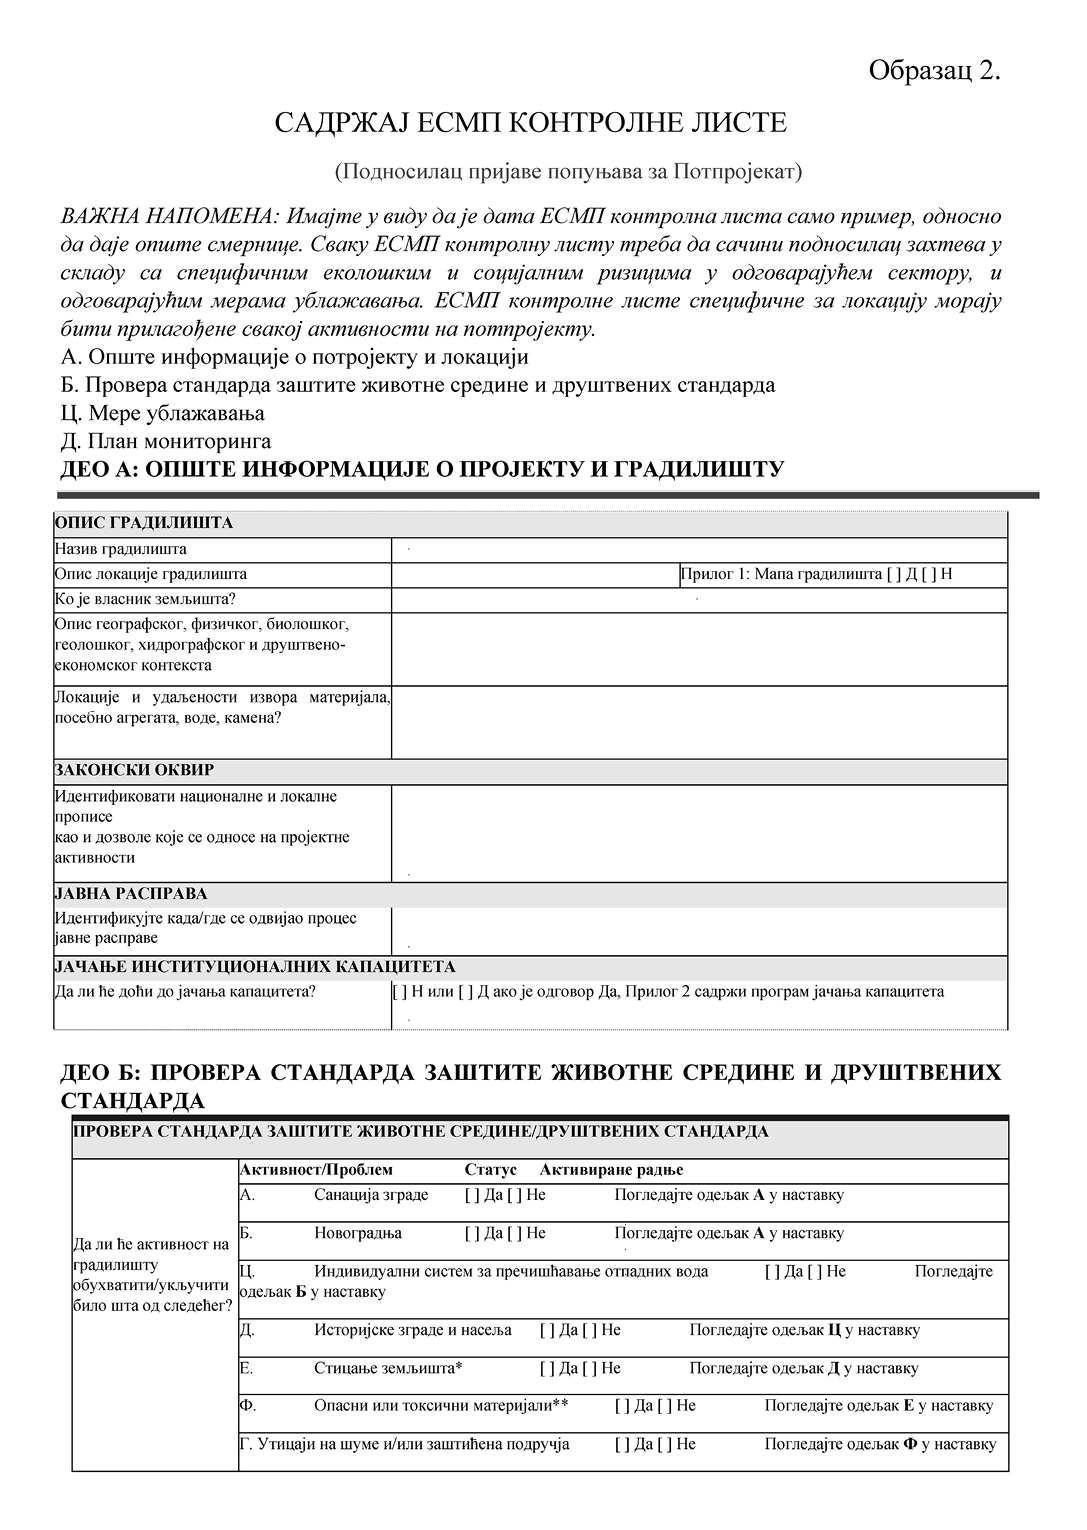 Образац 2.
САДРЖАЈ ЕСМП КОНТРОЛНЕ ЛИСТЕ
(Подносилац пријаве попуњава за Потпројекат)
ВАЖНА НАПОМЕНА: Имајте у виду да је дата ЕСМП контролна листа само пример, односно
да даје опште смернице. Сваку ЕСМП контролну листу треба да сачини подносилац захтева у
складу са специфичним еколошким и социјалним ризицима у одговарајућем сектору, и
одговарајућим мерама ублажавања. ЕСМП контролне листе специфичне за локацију морају
бити прилагођене свакој активности на потпројекту.
А. Опште информације о потројекту и локацији
Б. Провера стандарда заштите животне средине и друштвених стандарда
Ц. Мере ублажавања
Д. План мониторинга
ДЕО А: ОПШТЕ ИНФОРМАЦИЈЕ О ПРОЈЕКТУ И ГРАДИЛИШТУ
ОПИС ГРАДИЛИШТА
Назив градилишта
Опис локације градилишта Прилог 1: Мапа градилишта [ ] Д [ ] Н
Ко је власник земљишта?
Опис географског, физичког, биолошког,
геолошког, хидрографског и друштвено-
економског контекста
Локације и удаљености извора материјала,
посебно агрегата, воде, камена?
ЗАКОНСКИ ОКВИР
Идентификовати националне и локалне
прописе
као и дозволе које се односе на пројектне
активности
ЈАВНА РАСПРАВА
Идентификујте када/где се одвијао процес
јавне расправе
ЈАЧАЊЕ ИНСТИТУЦИОНАЛНИХ КАПАЦИТЕТА
Да ли ће доћи до јачања капацитета? [ ] Н или [ ] Д ако је одговор Да, Прилог 2 садржи програм јачања капацитета
ДЕО Б: ПРОВЕРА СТАНДАРДА ЗАШТИТЕ ЖИВОТНЕ СРЕДИНЕ И ДРУШТВЕНИХ
СТАНДАРДА
ПРОВЕРА СТАНДАРДА ЗАШТИТЕ ЖИВОТНЕ СРЕДИНЕ/ДРУШТВЕНИХ СТАНДАРДА
Да ли ће активност на
градилишту
обухватити/укључити
било шта од следећег?
Активност/Проблем Статус Активиране радње
А. Санација зграде [ ] Да [ ] Не Погледајте одељак А у наставку
Б. Новоградња [ ] Да [ ] Не Погледајте одељак А у наставку
Ц. Индивидуални систем за пречишћавање отпадних вода [ ] Да [ ] Не Погледајте
одељак Б у наставку
Д. Историјске зграде и насеља [ ] Да [ ] Не Погледајте одељак Ц у наставку
Е. Стицање земљишта* [ ] Да [ ] Не Погледајте одељак Д у наставку
Ф. Опасни или токсични материјали** [ ] Да [ ] Не Погледајте одељак Е у наставку
Г. Утицаји на шуме и/или заштићена подручја [ ] Да [ ] Не Погледајте одељак Ф у наставку